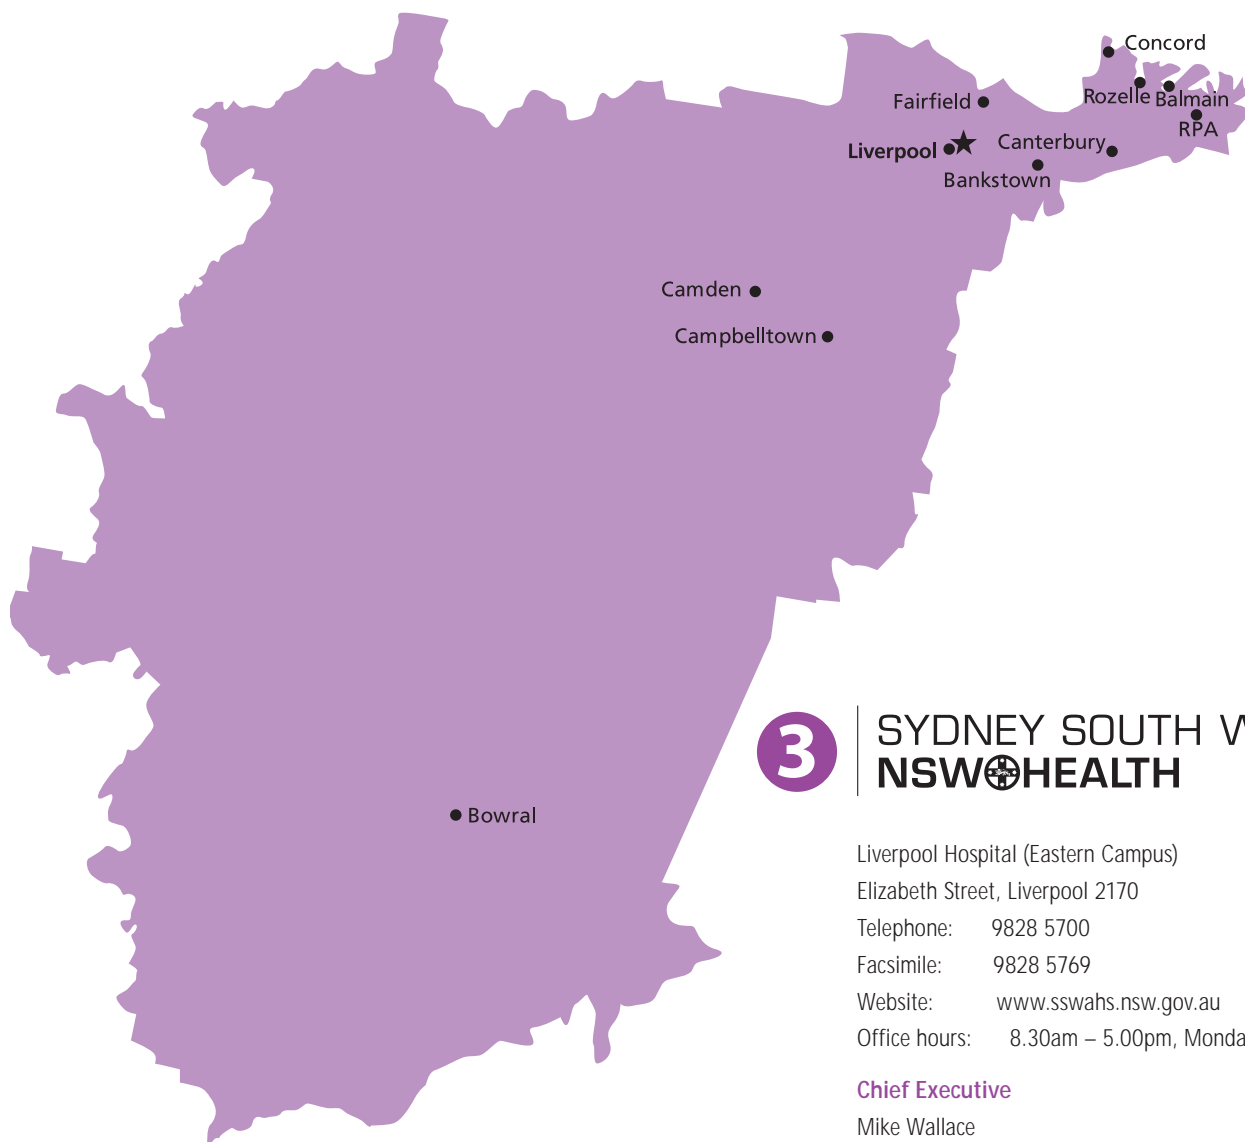 Concord
Rozelle
Balmain
Fairfield
RPA
Liverpool
Canterbury
Bankstown
Camden
Campbelltown
Bowral
3
SYDNEY SOUTH
NSW HEALTH
Liverpool Hospital (Eastern Campus)
Elizabeth Street, Liverpool 2170
Telephone: 9828 5700
Facsimile: 9828 5769
Website: www.sswahs.nsw.gov.au
Office hours: 8.30am – 5.00pm, Monda
Chief Executive
Mike Wallace